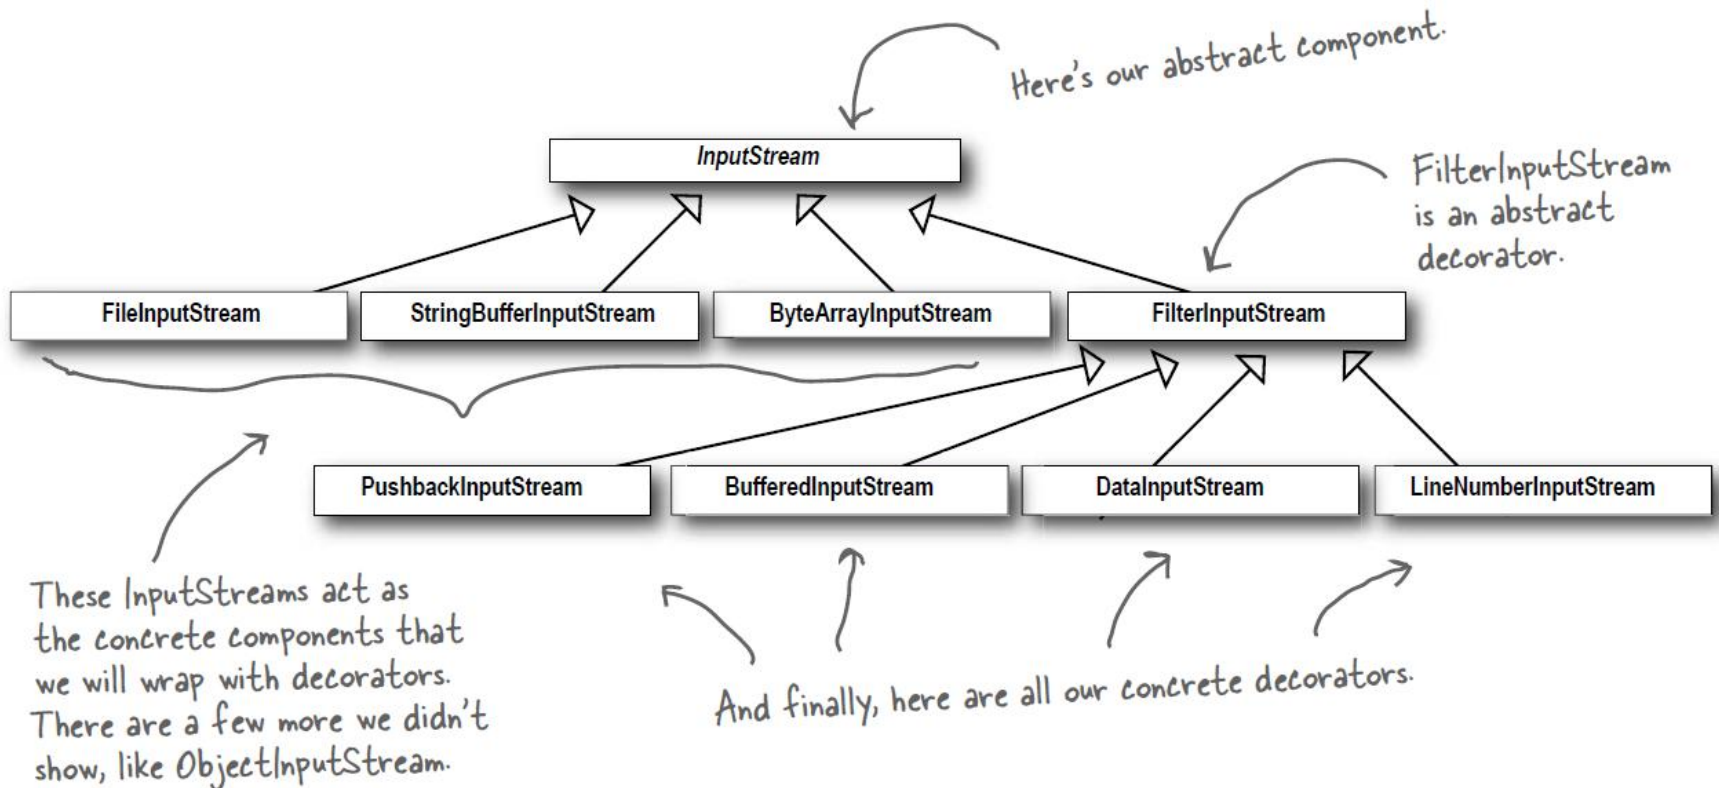 Here's our abstract component.
InputStream
FilterInputStream
is an abstract
decorator.
FileInputStream
StringBufferInputStream
ByteArrayInputStream
FilterInputStream
PushbackInputStream
BufferedInputStream
DataInputStream
LineNumberInputStream
These InputStreams act as
the concrete components that
we will wrap with decorators.
There are a few more we didn't
show, like ObjectInputStream.
And finally, here are all our concrete decorators.